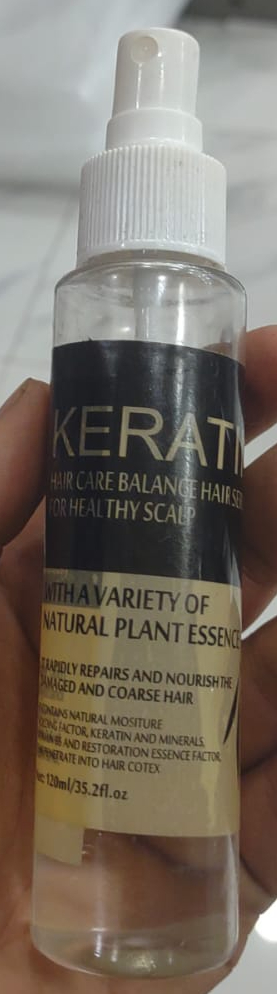 KERATI
HAIR CARE BALANCE HAIR SER
FOR HEALTHY SCALP
WITH A VARIETY OF
NATURAL PLANT ESSENCE
RAPIDLY REPAIRS AND NOURISH THE
DAMAGED AND COARSE HAIR
CONTAINS NATURAL MOSITURE
FACTOR, KERATIN AND MINERALS,
AND RESTORATION ESSENCE FACTOR,
PENETRATE INTO HAIR COTEX
120ml/35.2fl.oz